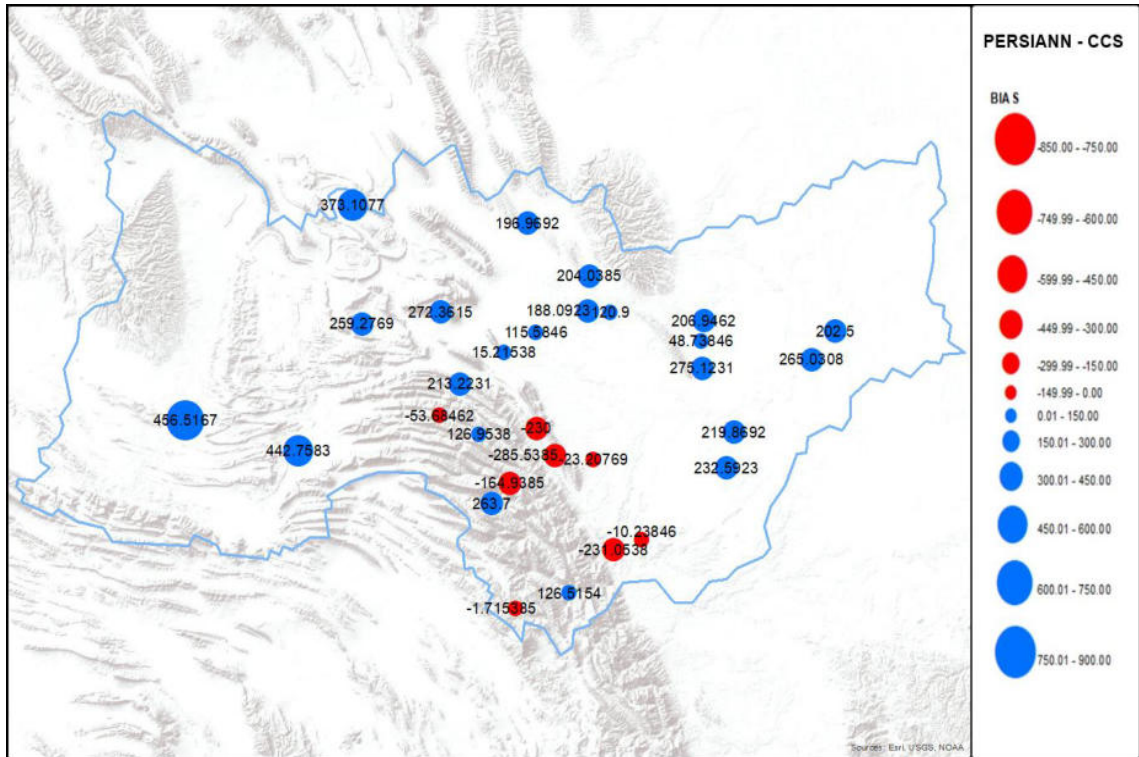 PERSIANN - CCS
BIAS
-850.00 - -750.00
-749.99 - -600.00
-599.99 - -450.00
-449.99 - -300.00
-299.99 - -150.00
-149.99 - 0.00
0.01 - 150.00
150.01 - 300.00
300.01 - 450.00
450.01 - 600.00
600.01 - 750.00
750.01 - 900.00
373.1077
196.9692
204.0385
272.3615
188.0923
120.9
259.2769
115.5846
206.9462
202.5
48.73846
15.21538
265.0308
275.1231
213.2231
-53.68462
456.5167
126.9538
-230
219.8692
442.7583
-285.5385
-23.20769
232.5923
-164.9385
263.7
-10.23846
-231.0538
126.5154
-1.715385
Sources: Esri, USGS, NOAA